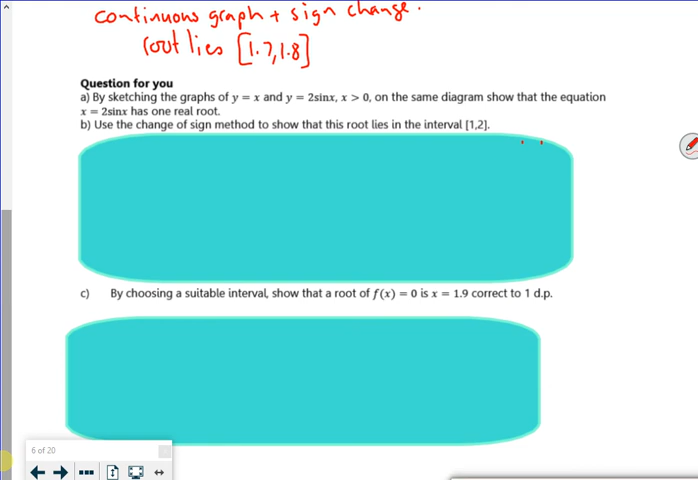 continuous graph + sign change.
root lies [1.7,1.8]
Question for you
a) By sketching the graphs of y = x and y = 2sinx, x > 0, on the same diagram show that the equation
x = 2sinx has one real root.
b) Use the change of sign method to show that this root lies in the interval [1,2].
c) By choosing a suitable interval, show that a root of f(x) = 0 is x = 1.9 correct to 1 d.p.
6 of 20